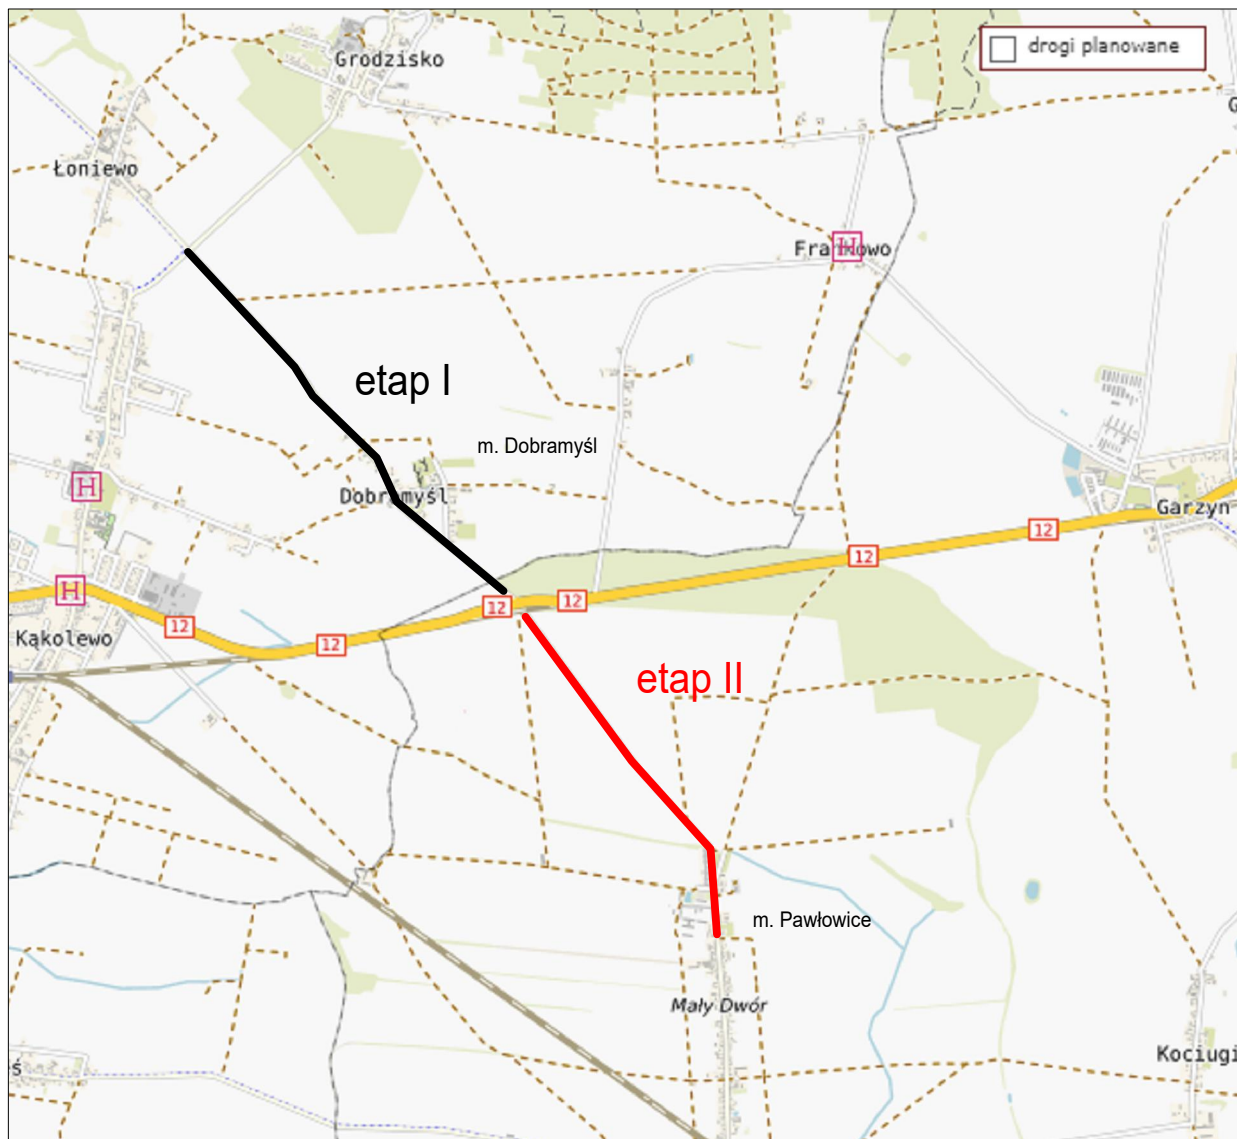 Grodzisko
drogi planowane
G
Łoniewo
H
Frankowo
etap I
m. Dobramyśl
Dobramyśl
H
Garzyn
12
12
H
12
12
12
Kąkolewo
12
etap II
m. Pawłowice
Mały Dwór
Kociugi
ś